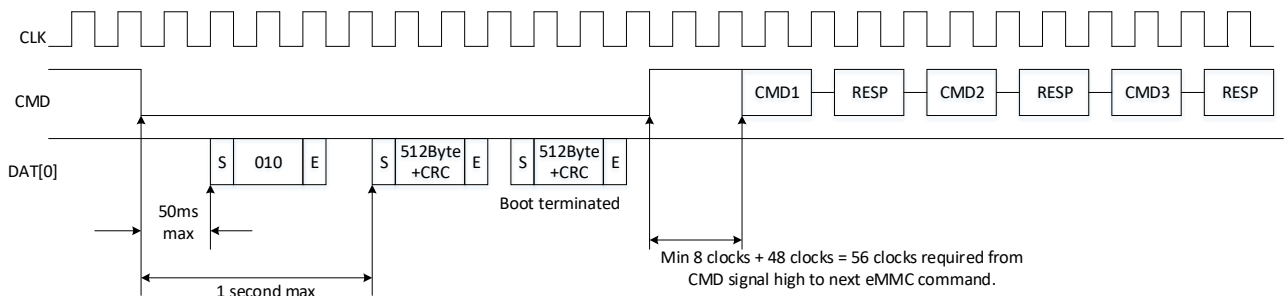 CLK
CMD
CMD1 RESP CMD2 RESP CMD3 RESP
DAT[0]
S 010 E S 512Byte +CRC E S 512Byte +CRC E
Boot terminated
50ms
max
Min 8 clocks + 48 clocks = 56 clocks required from
CMD signal high to next eMMC command.
1 second max